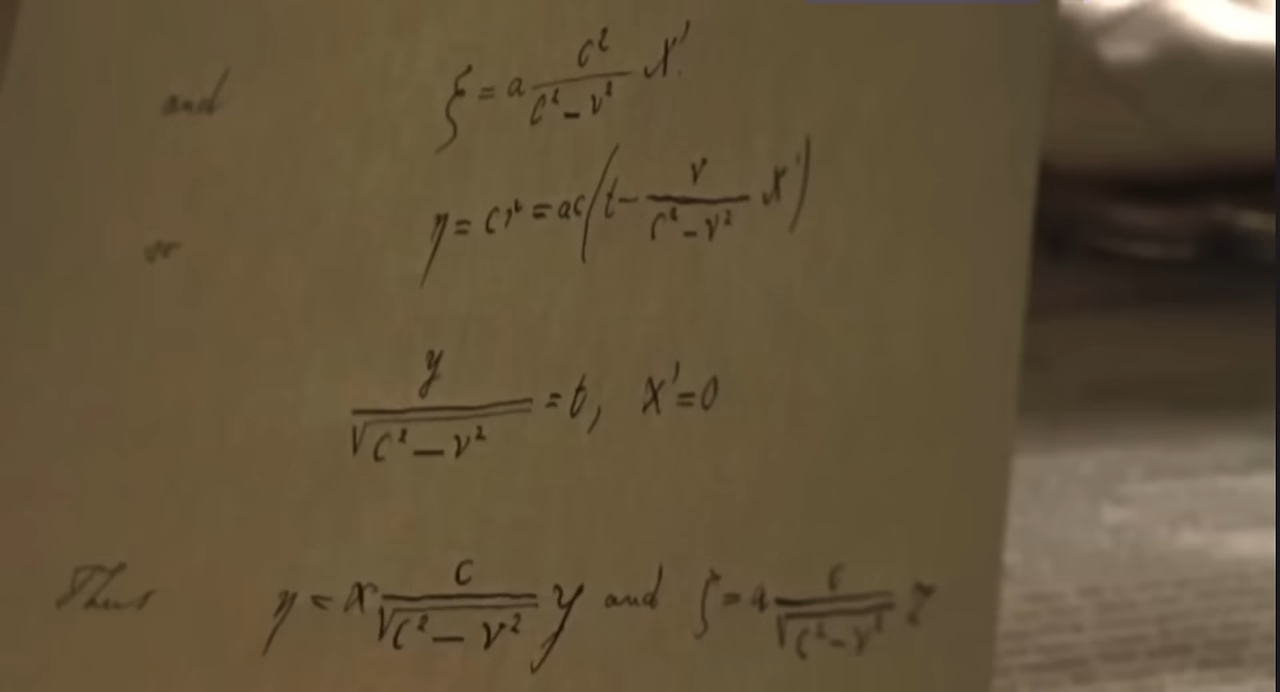 and ξ = a c²/(c² − v²) x'
or η = cτ = ac(t − v/(c² − v²) x')
y/√(c² − v²) = t, x' = 0
Thus η = a c/√(c² − v²) y and ζ = a c/√(c² − v²) z